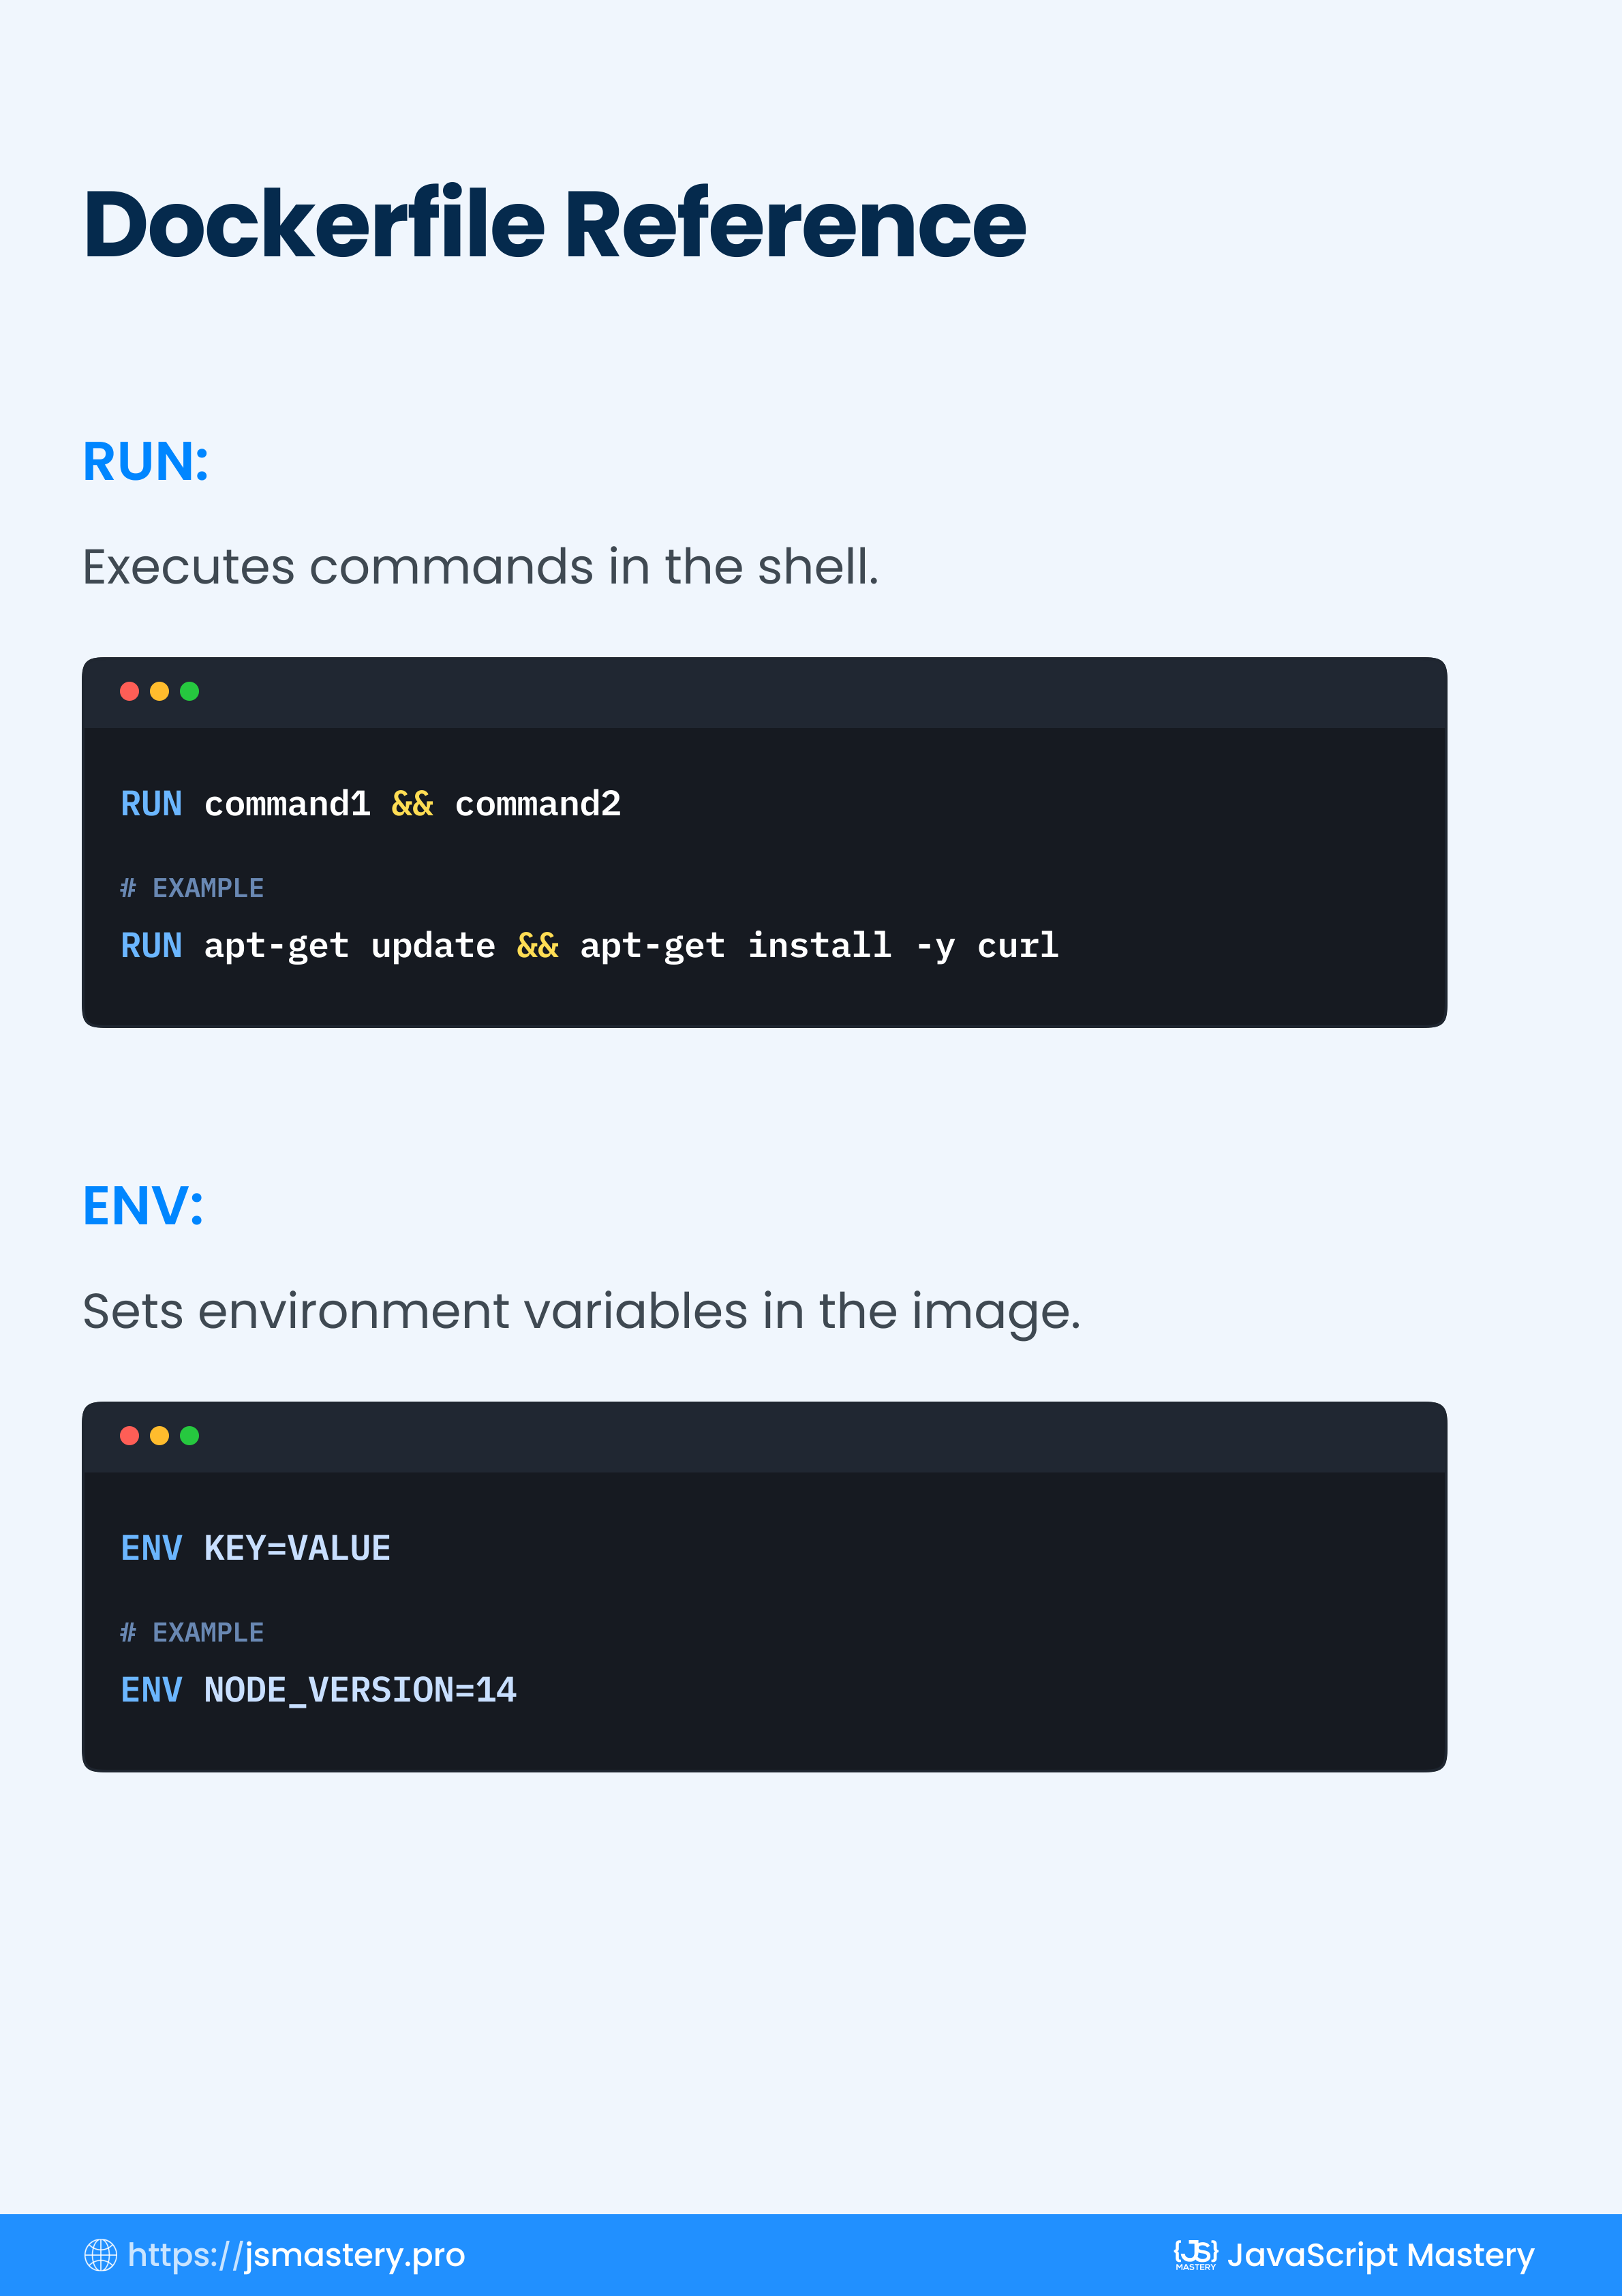 Dockerfile Reference
RUN:
Executes commands in the shell.
RUN command1 && command2
# EXAMPLE
RUN apt-get update && apt-get install -y curl
ENV:
Sets environment variables in the image.
ENV KEY=VALUE
# EXAMPLE
ENV NODE_VERSION=14
https://jsmastery.pro
{JS}
MASTERY
JavaScript Mastery